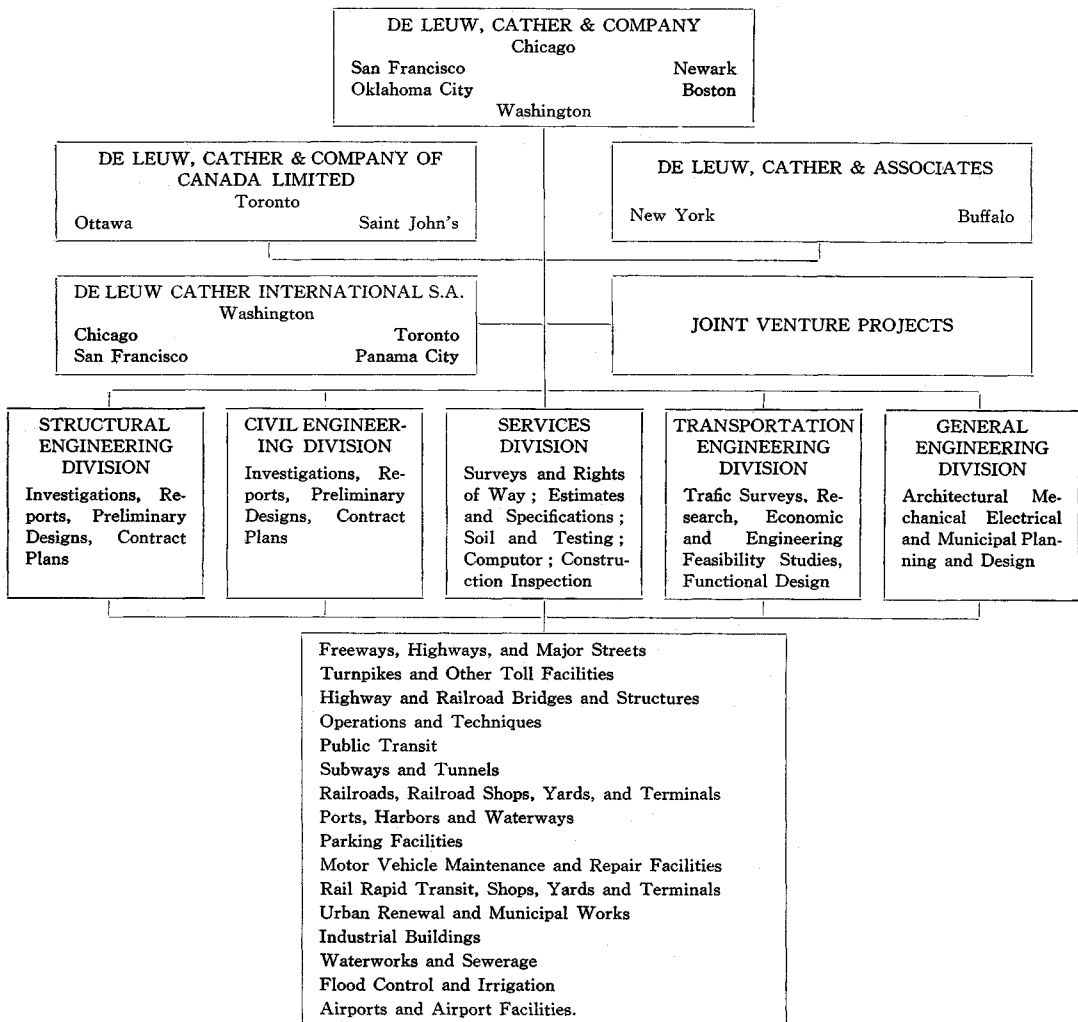 DE LEUW, CATHER & COMPANY
Chicago
San Francisco Newark
Oklahoma City Boston
Washington
DE LEUW, CATHER & COMPANY OF
CANADA LIMITED
Toronto
Ottawa Saint John's
DE LEUW, CATHER & ASSOCIATES
New York Buffalo
DE LEUW CATHER INTERNATIONAL S.A.
Washington
Chicago Toronto
San Francisco Panama City
JOINT VENTURE PROJECTS
STRUCTURAL
ENGINEERING
DIVISION
Investigations, Re-
ports, Preliminary
Designs, Contract
Plans
CIVIL ENGINEER-
ING DIVISION
Investigations, Re-
ports, Preliminary
Designs, Contract
Plans
SERVICES
DIVISION
Surveys and Rights
of Way ; Estimates
and Specifications ;
Soil and Testing ;
Computor ; Constru-
ction Inspection
TRANSPORTATION
ENGINEERING
DIVISION
Trafic Surveys, Re-
search, Economic
and Engineering
Feasibility Studies,
Functional Design
GENERAL
ENGINEERING
DIVISION
Architectural Me-
chanical Electrical
and Municipal Plan-
ning and Design
Freeways, Highways, and Major Streets
Turnpikes and Other Toll Facilities
Highway and Railroad Bridges and Structures
Operations and Techniques
Public Transit
Subways and Tunnels
Railroads, Railroad Shops, Yards, and Terminals
Ports, Harbors and Waterways
Parking Facilities
Motor Vehicle Maintenance and Repair Facilities
Rail Rapid Transit, Shops, Yards and Terminals
Urban Renewal and Municipal Works
Industrial Buildings
Waterworks and Sewerage
Flood Control and Irrigation
Airports and Airport Facilities.